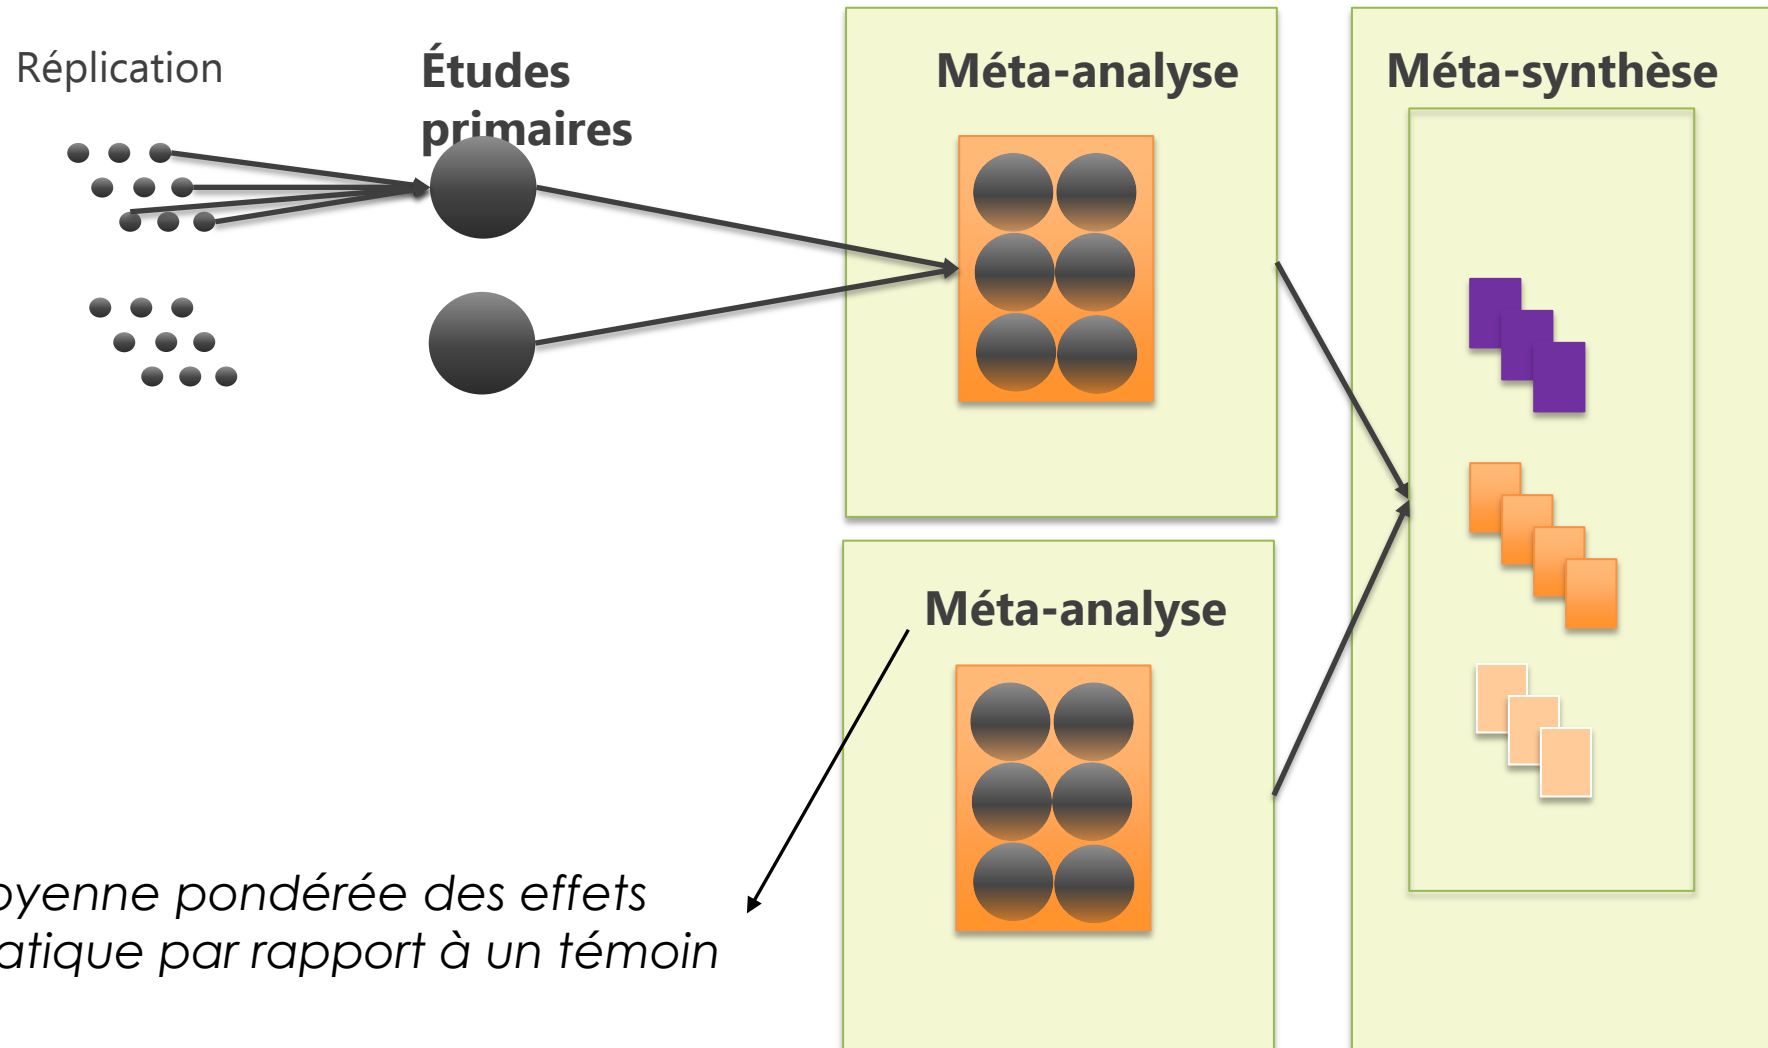 Réplication
Études
primaires
Méta-analyse
Méta-synthèse
Méta-analyse
oyenne pondérée des effets
atique par rapport à un témoin